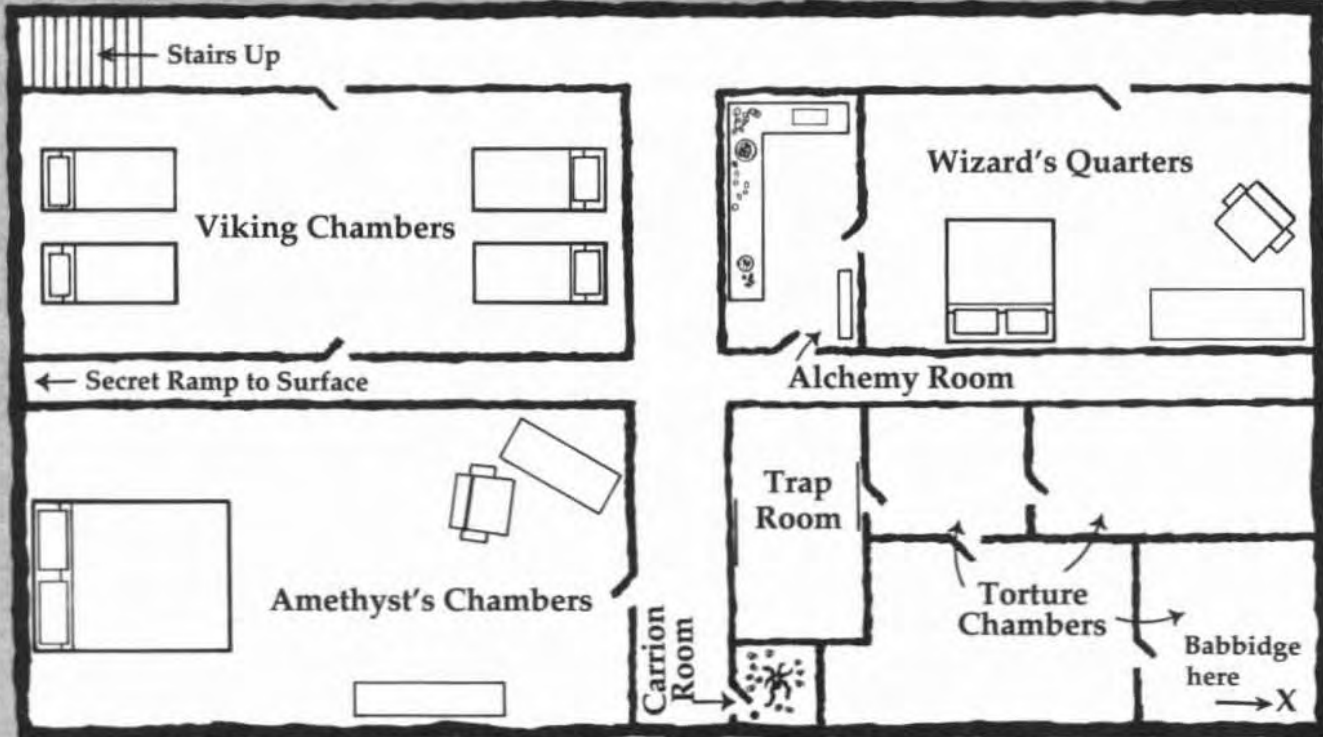 Stairs Up
Wizard's Quarters
Viking Chambers
Secret Ramp to Surface
Alchemy Room
Trap
Room
Amethyst's Chambers
Carrion
Room
Torture
Chambers
Babbidge
here
X